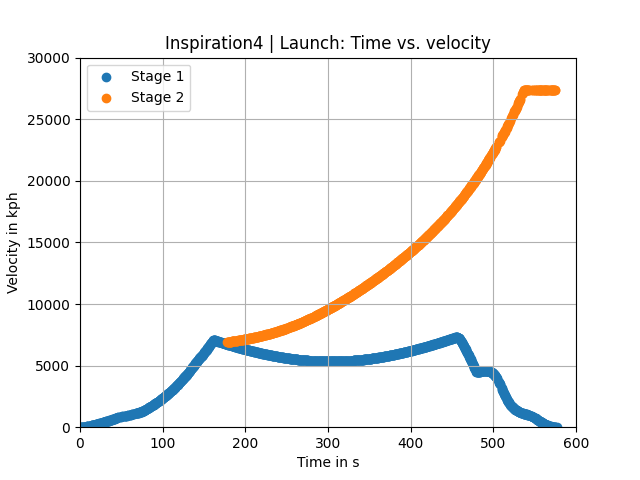 Inspiration4 | Launch: Time vs. velocity
30000
25000
20000
15000
10000
5000
0
Velocity in kph
Stage 1
Stage 2
0 100 200 300 400 500 600
Time in s